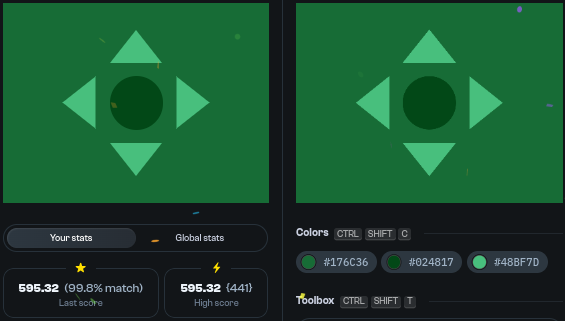 Your stats
Global stats
595.32 (99.8% match)
Last score
595.32 {441}
High score
Colors CTRL SHIFT C
#176C36 #024817 #48BF7D
Toolbox CTRL SHIFT T